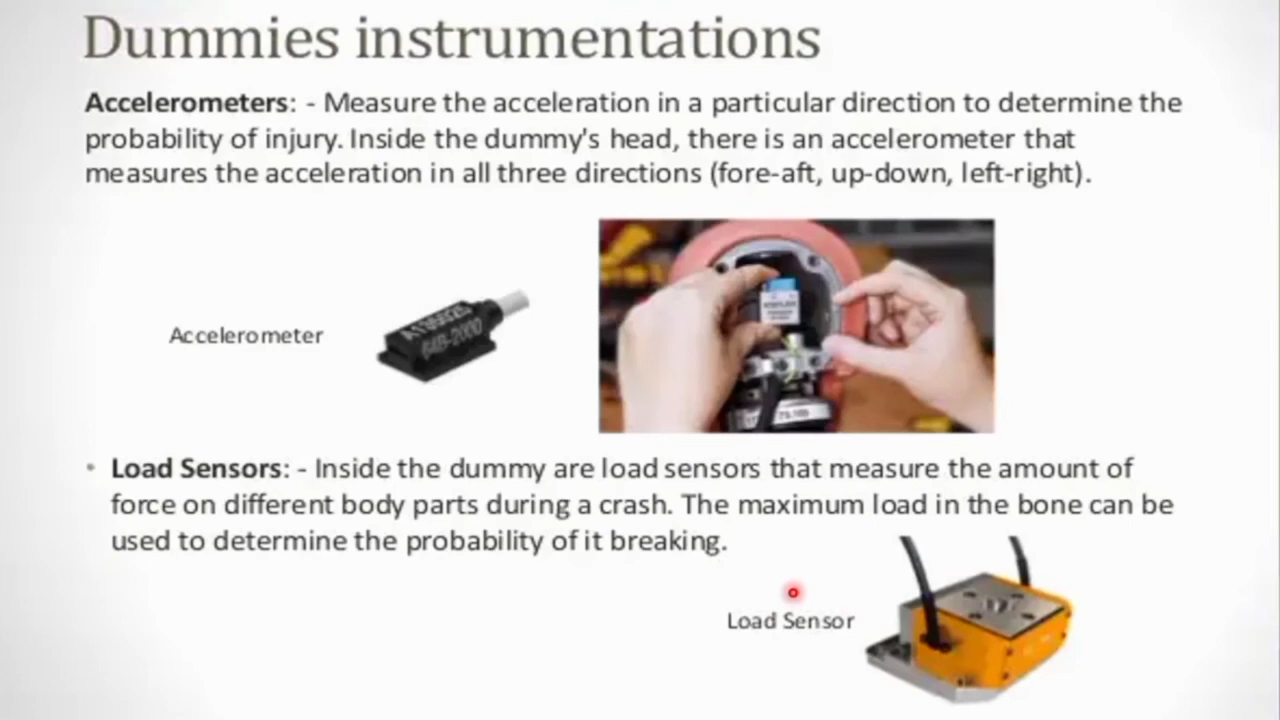 Dummies instrumentations
Accelerometers: - Measure the acceleration in a particular direction to determine the
probability of injury. Inside the dummy's head, there is an accelerometer that
measures the acceleration in all three directions (fore-aft, up-down, left-right).
Accelerometer
64B-2000
• Load Sensors: - Inside the dummy are load sensors that measure the amount of
force on different body parts during a crash. The maximum load in the bone can be
used to determine the probability of it breaking.
Load Sensor